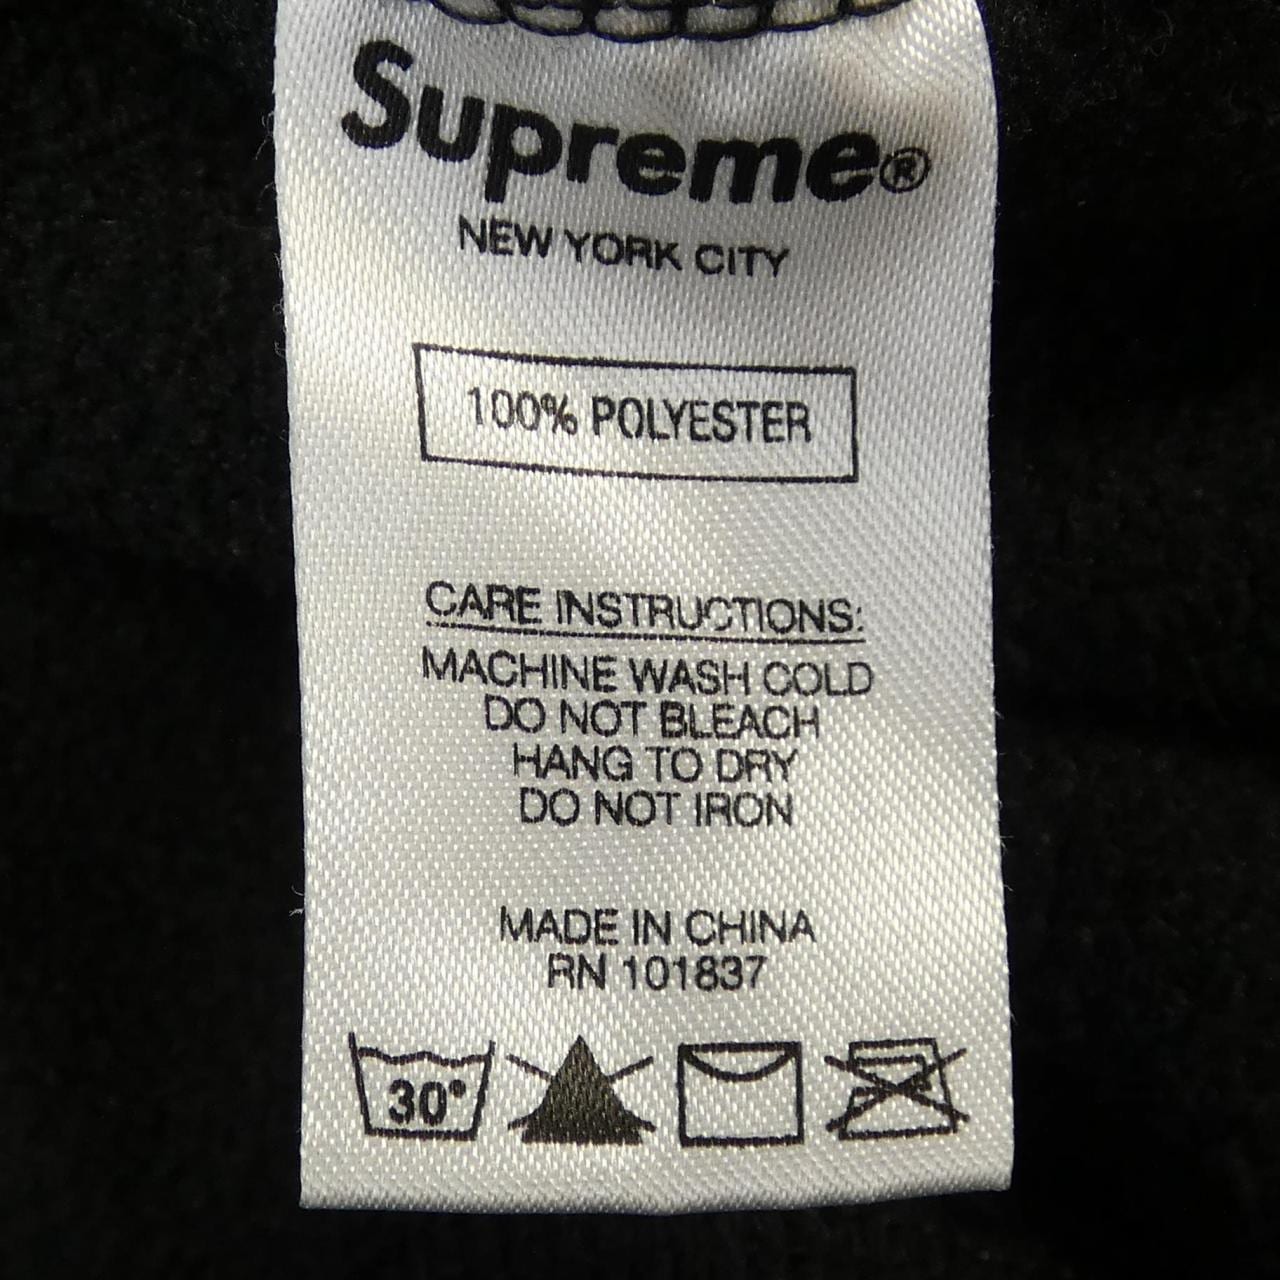 Supreme®
NEW YORK CITY
100% POLYESTER
CARE INSTRUCTIONS:
MACHINE WASH COLD
DO NOT BLEACH
HANG TO DRY
DO NOT IRON
MADE IN CHINA
RN 101837
30°